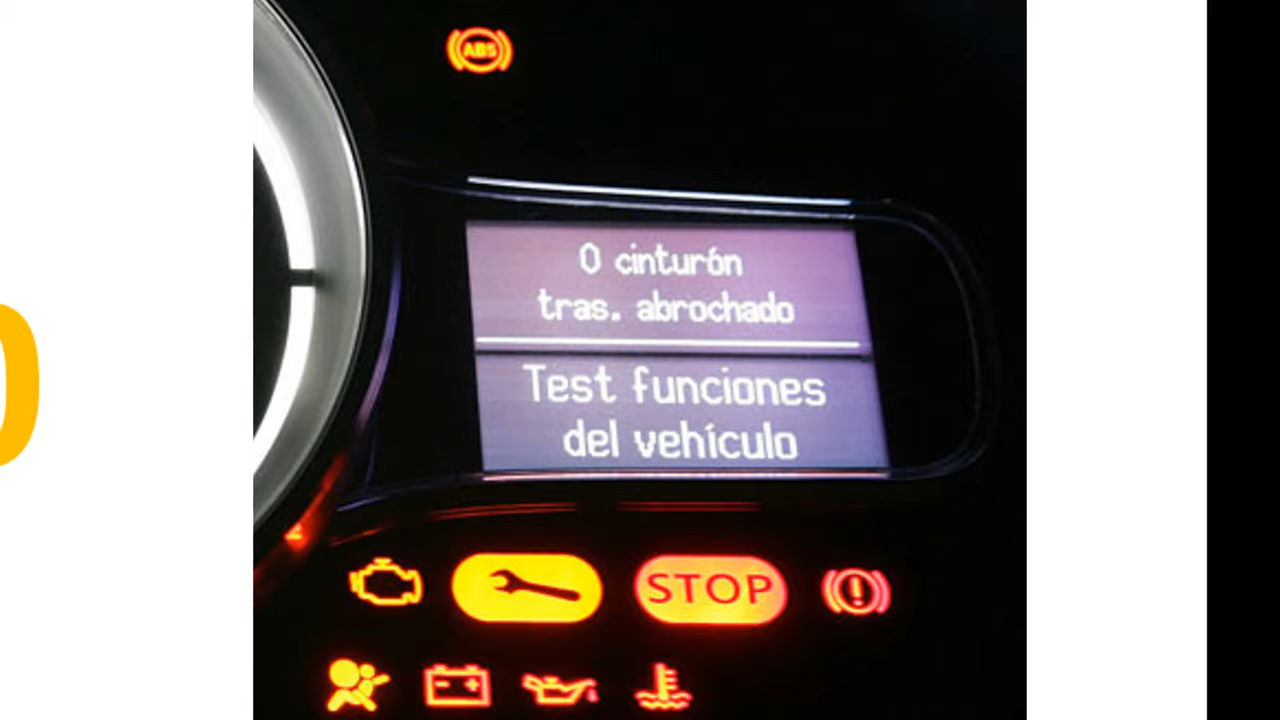 ABS
0 cinturón
tras. abrochado
Test funciones
del vehículo
STOP